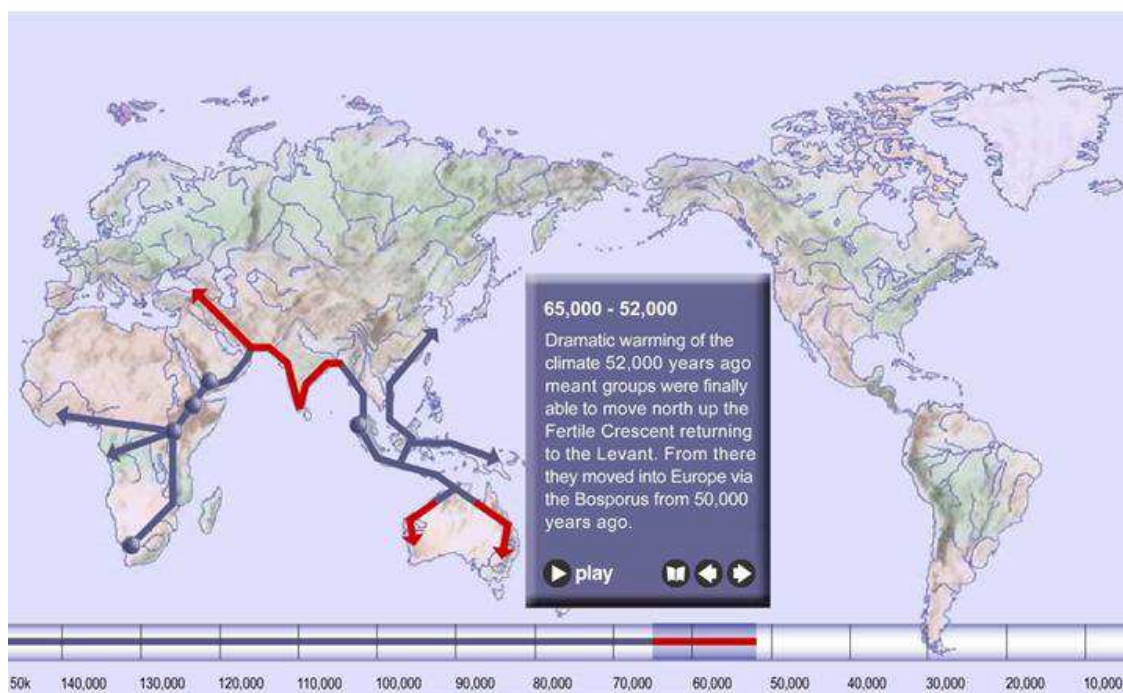 65,000 - 52,000
Dramatic warming of the
climate 52,000 years ago
meant groups were finally
able to move north up the
Fertile Crescent returning
to the Levant. From there
they moved into Europe via
the Bosporus from 50,000
years ago.
play
50k 140,000 130,000 120,000 110,000 100,000 90,000 80,000 70,000 60,000 50,000 40,000 30,000 20,000 10,000